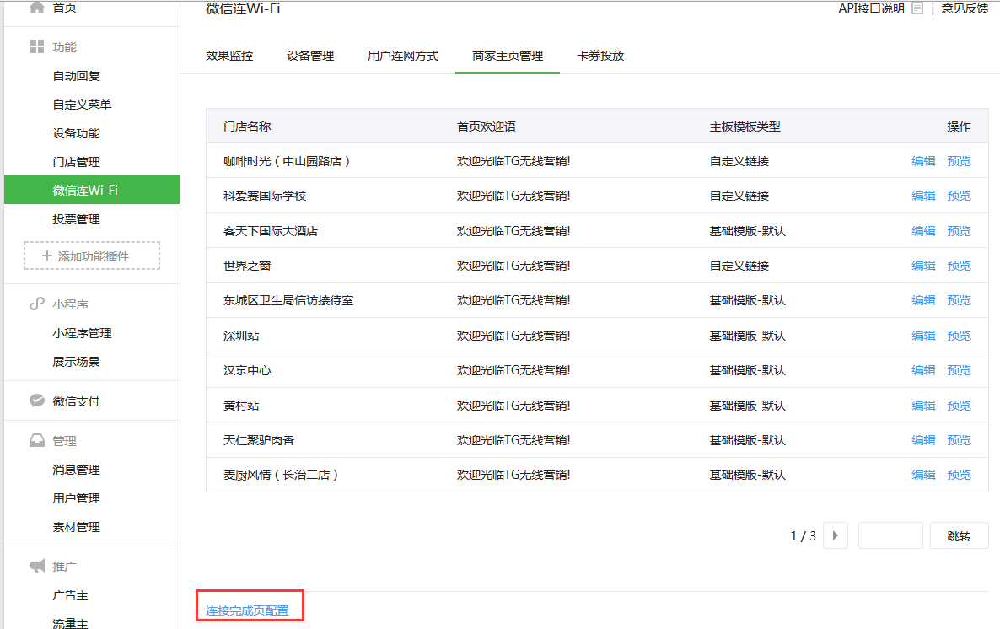 首页
功能
自动回复
自定义菜单
设备功能
门店管理
微信连Wi-Fi
投票管理
添加功能插件
小程序
小程序管理
展示场景
微信支付
管理
消息管理
用户管理
素材管理
推广
广告主
流量主
微信连Wi-Fi
API接口说明 | 意见反馈
效果监控 设备管理 用户连网方式 商家主页管理 卡券投放
门店名称 首页欢迎语 主板模板类型 操作
咖啡时光（中山园路店） 欢迎光临TG无线营销! 自定义链接 编辑 预览
科爱赛国际学校 欢迎光临TG无线营销! 自定义链接 编辑 预览
客天下国际大酒店 欢迎光临TG无线营销! 基础模版-默认 编辑 预览
世界之窗 欢迎光临TG无线营销! 自定义链接 编辑 预览
东城区卫生局信访接待室 欢迎光临TG无线营销! 基础模版-默认 编辑 预览
深圳站 欢迎光临TG无线营销! 基础模版-默认 编辑 预览
汉京中心 欢迎光临TG无线营销! 基础模版-默认 编辑 预览
黄村站 欢迎光临TG无线营销! 基础模版-默认 编辑 预览
天仁聚驴肉香 欢迎光临TG无线营销! 基础模版-默认 编辑 预览
麦厨风情（长治二店） 欢迎光临TG无线营销! 基础模版-默认 编辑 预览
1 / 3 跳转
连接完成页配置